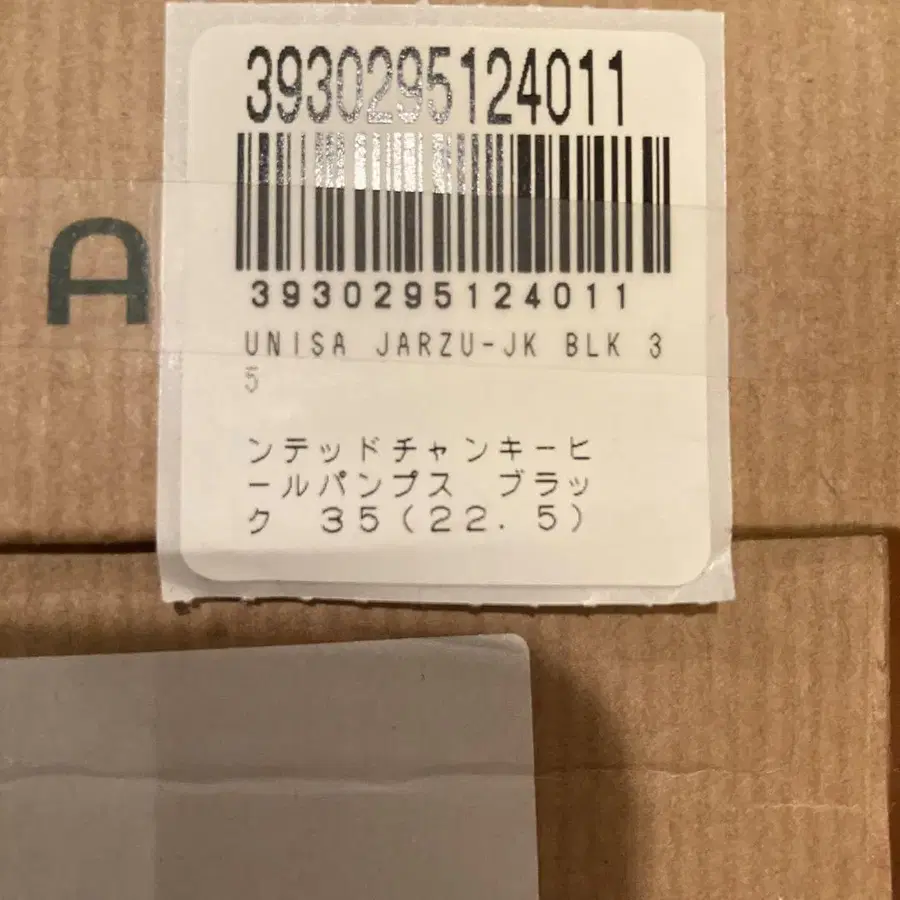 3930295124011
A
3930295124011
UNISA JARZU-JK BLK 3
5
ンテッドチャンキーヒ
ールパンプス　ブラッ
ク　35(22.5)